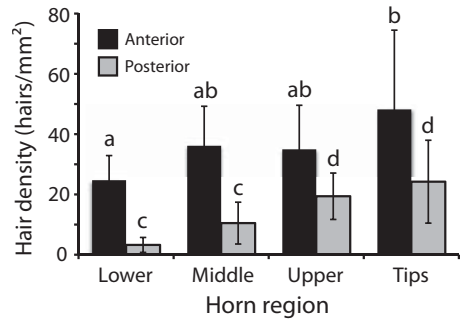 80
60
40
20
0
Hair density (hairs/mm²)
Anterior
Posterior
a
c
ab
c
ab
d
b
d
Lower
Middle
Upper
Tips
Horn region